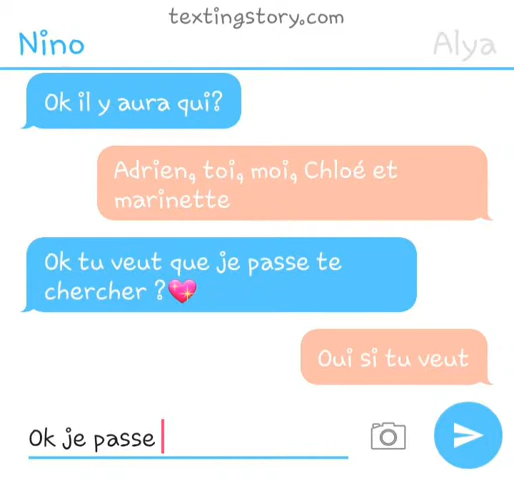 textingstory.com
Nino
Alya
Ok il y aura qui?
Adrien, toi, moi, Chloé et
marinette
Ok tu veut que je passe te
chercher ?💖
Oui si tu veut
Ok je passe